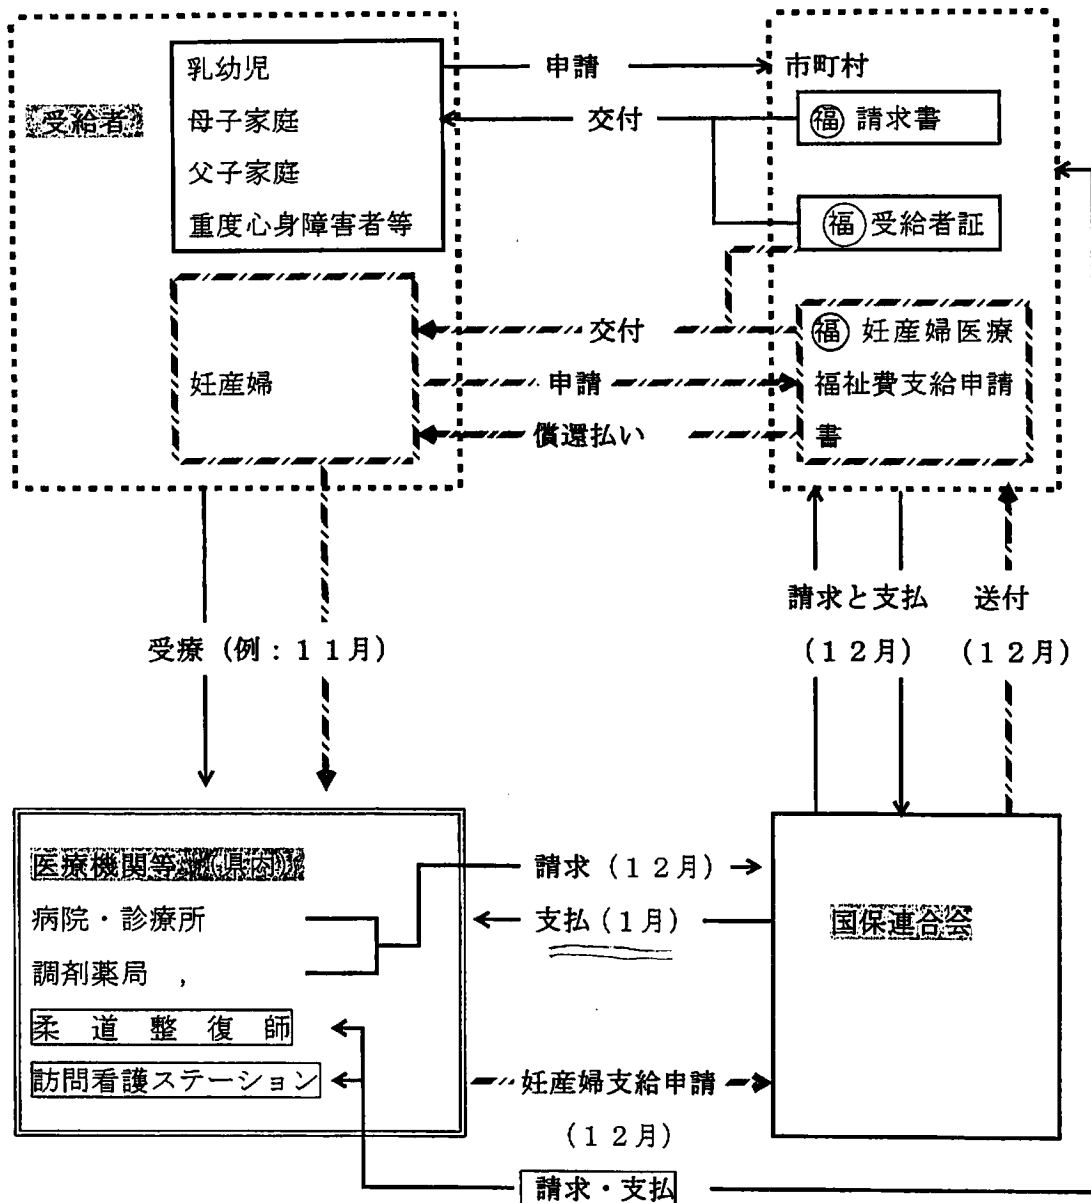 乳幼児
申請
市町村
受給者
母子家庭
交付
福 請求書
父子家庭
重度心身障害者等
福 受給者証
妊産婦
交付
申請
償還払い
福 妊産婦医療
福祉費支給申請
書
受療（例：１１月）
請求と支払
（１２月）
送付
（１２月）
医療機関等（県内）
病院・診療所
調剤薬局
柔道整復師
訪問看護ステーション
請求（１２月）
支払（１月）
国保連合会
妊産婦支給申請
（１２月）
請求・支払